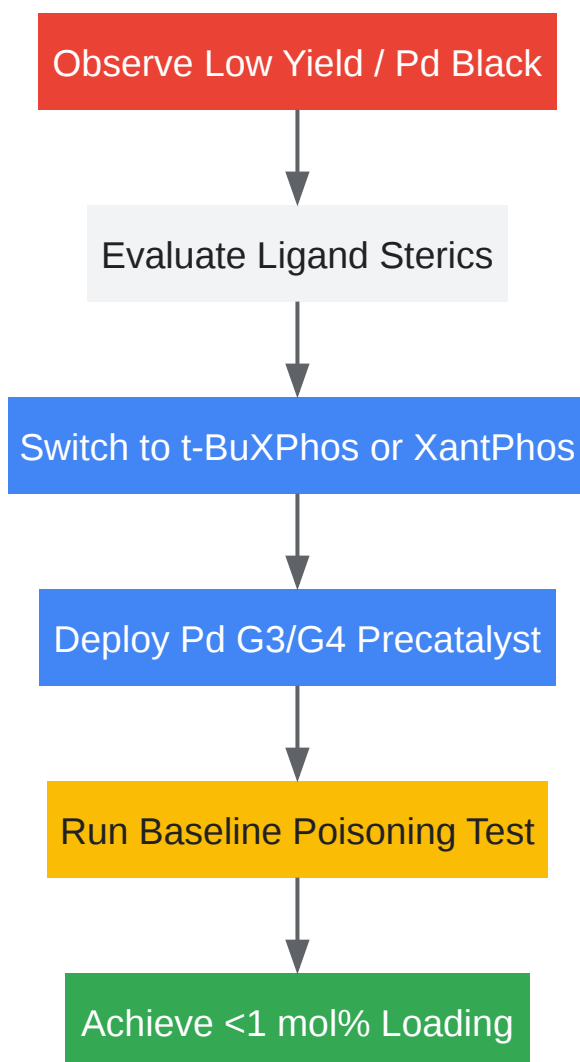 Observe Low Yield / Pd Black
Evaluate Ligand Sterics
Switch to t-BuXPhos or XantPhos
Deploy Pd G3/G4 Precatalyst
Run Baseline Poisoning Test
Achieve <1 mol% Loading